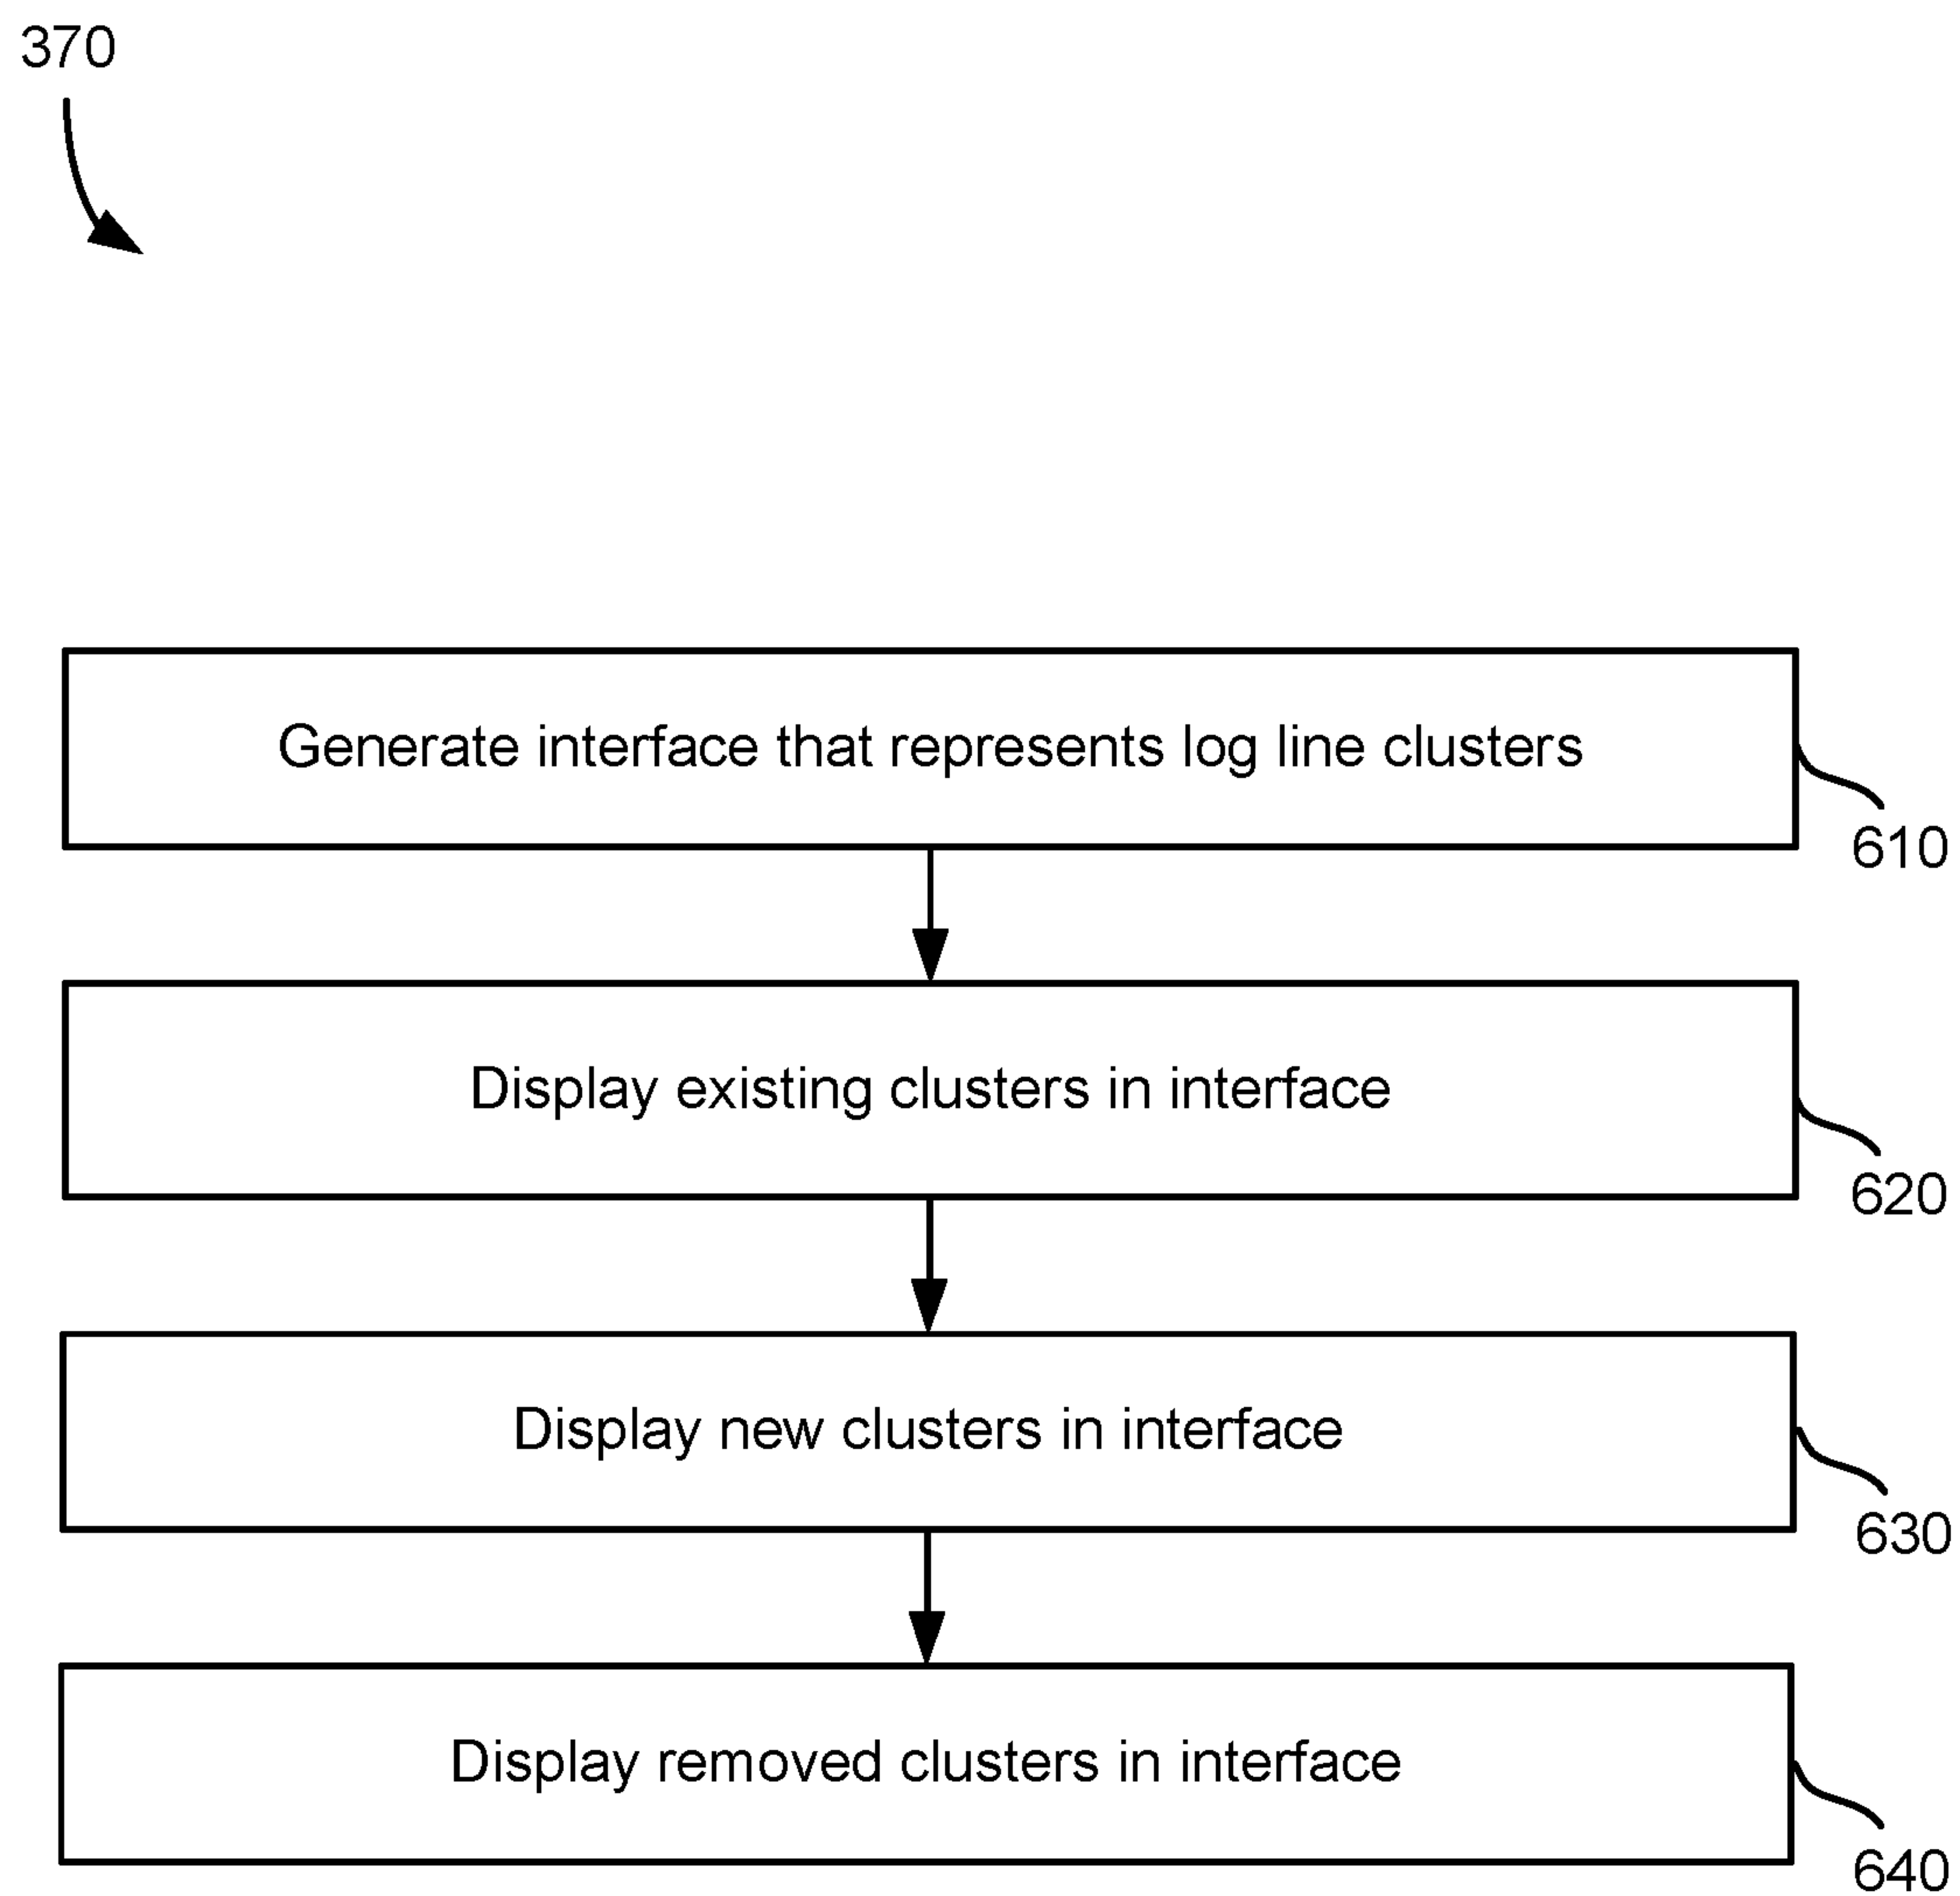 370
Generate interface that represents log line clusters
610
Display existing clusters in interface
620
Display new clusters in interface
630
Display removed clusters in interface
640